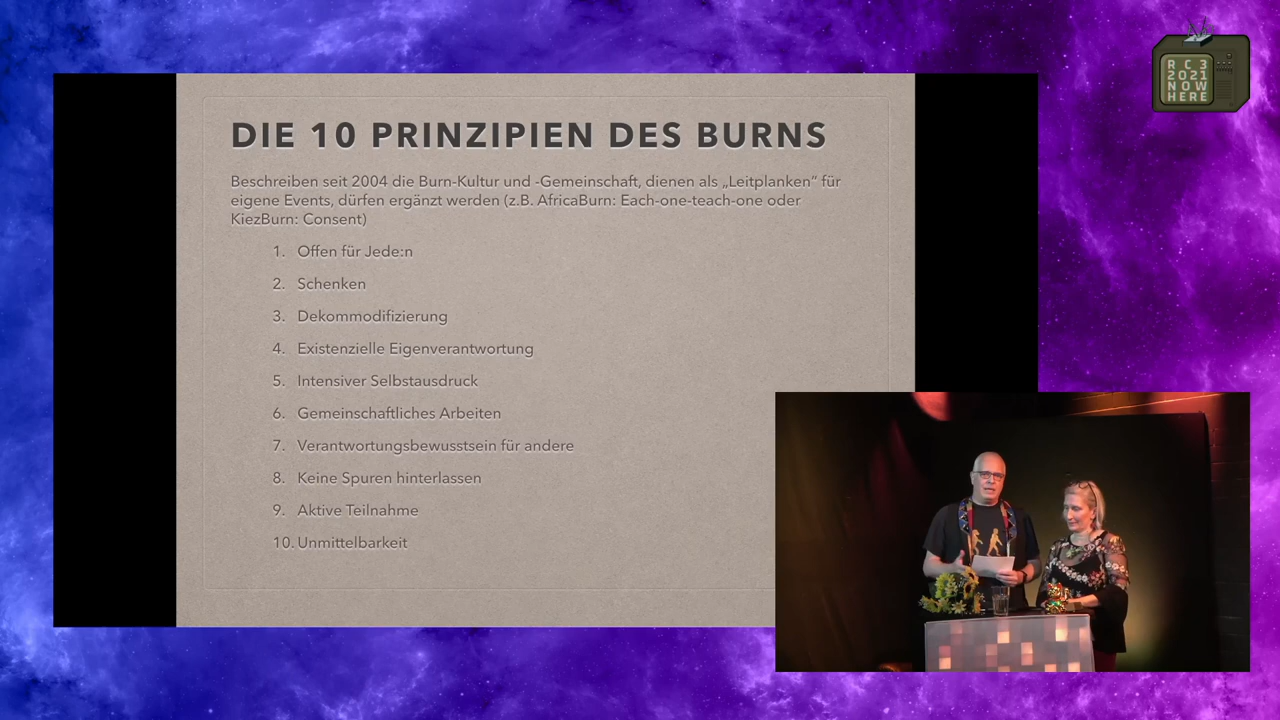 DIE 10 PRINZIPIEN DES BURNS
Beschreiben seit 2004 die Burn-Kultur und -Gemeinschaft, dienen als „Leitplanken“ für
eigene Events, dürfen ergänzt werden (z.B. AfricaBurn: Each-one-teach-one oder
KiezBurn: Consent)
1. Offen für Jede:n
2. Schenken
3. Dekommodifizierung
4. Existenzielle Eigenverantwortung
5. Intensiver Selbstausdruck
6. Gemeinschaftliches Arbeiten
7. Verantwortungsbewusstsein für andere
8. Keine Spuren hinterlassen
9. Aktive Teilnahme
10. Unmittelbarkeit
RC3
2021
NOW
HERE